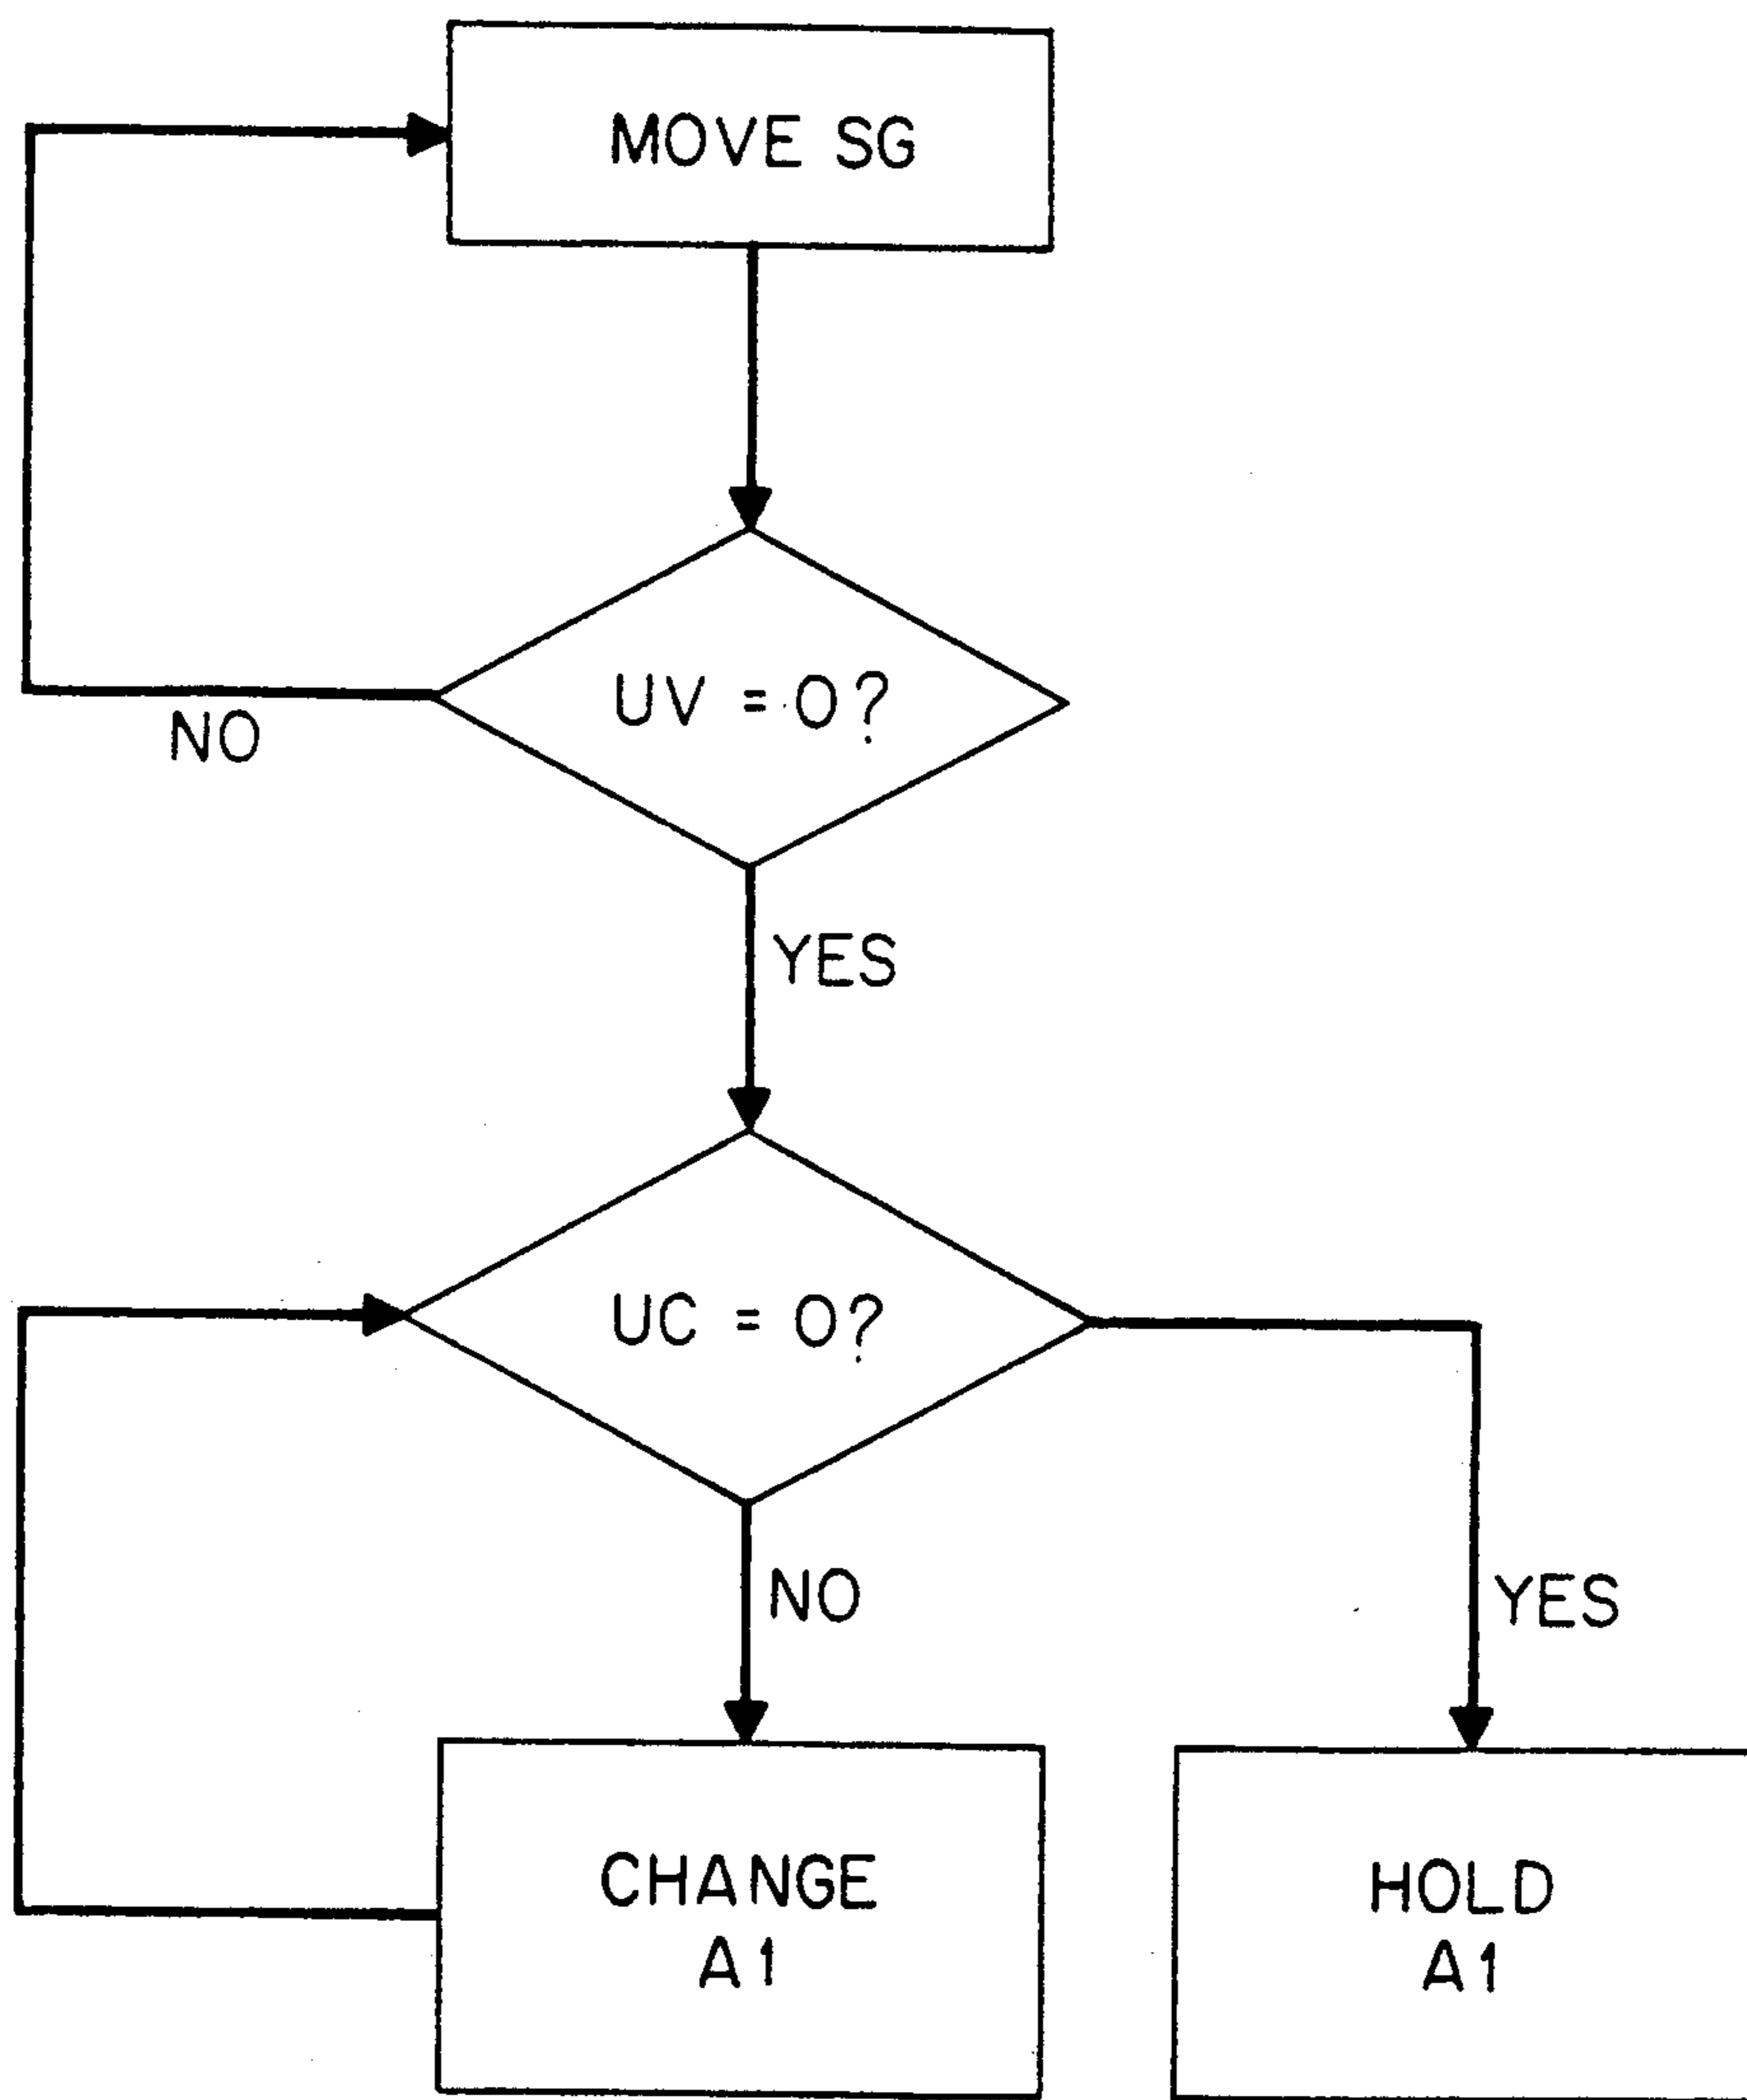 MOVE SG
UV = 0?
NO
YES
UC = 0?
NO
YES
CHANGE
A1
HOLD
A1